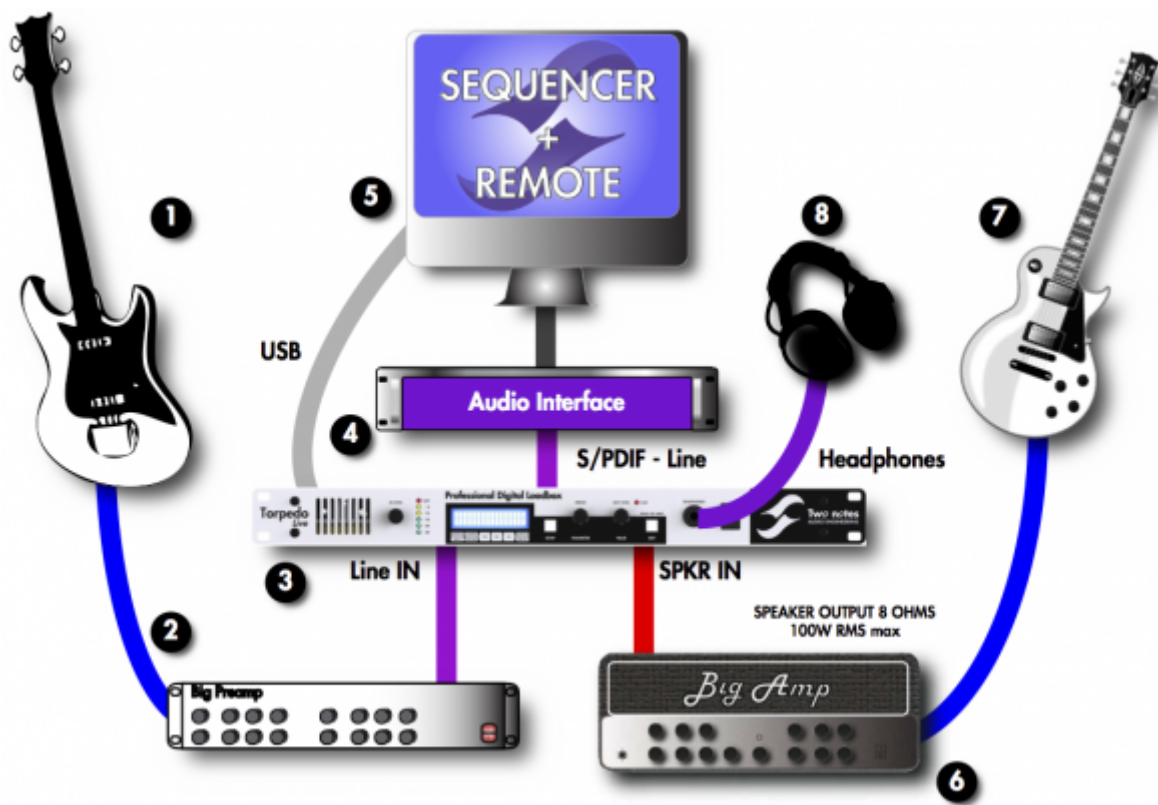 SEQUENCER
+
REMOTE
5
1
8
7
USB
Audio Interface
4
S/PDIF - Line
Headphones
Professional Digital Loadbox
Torpedo
Live
Two notes
3
Line IN
SPKR IN
SPEAKER OUTPUT 8 OHMS
100W RMS max
2
Big Preamp
Big Amp
6